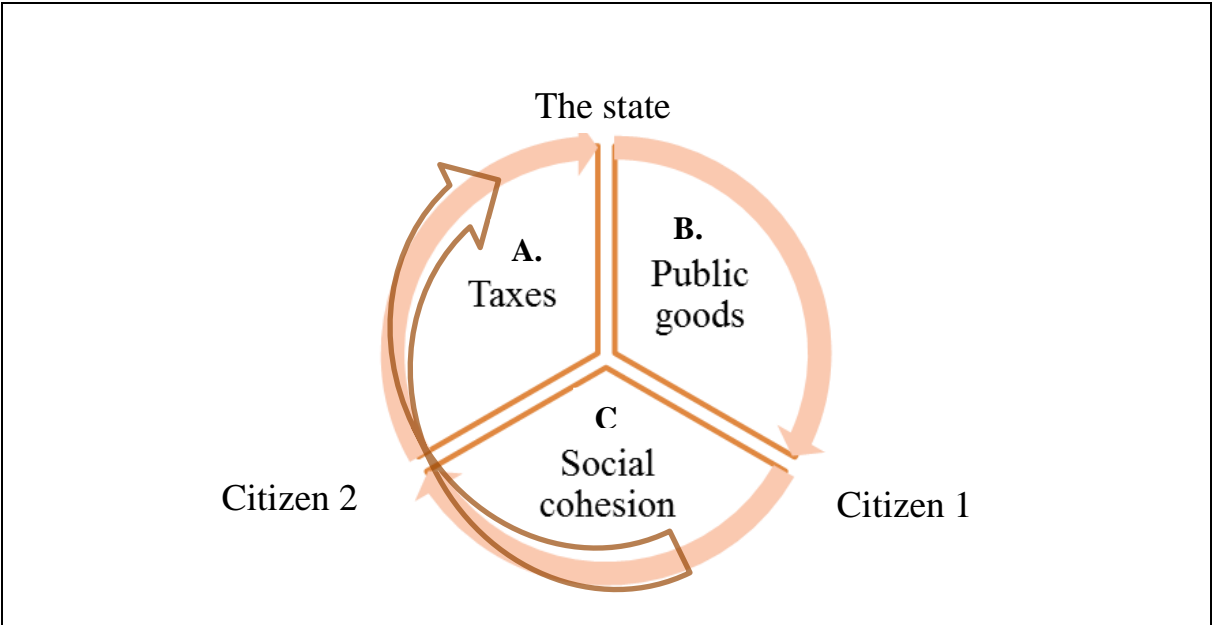 The state
A.
Taxes
B.
Public
goods
C
Social
cohesion
Citizen 2
Citizen 1